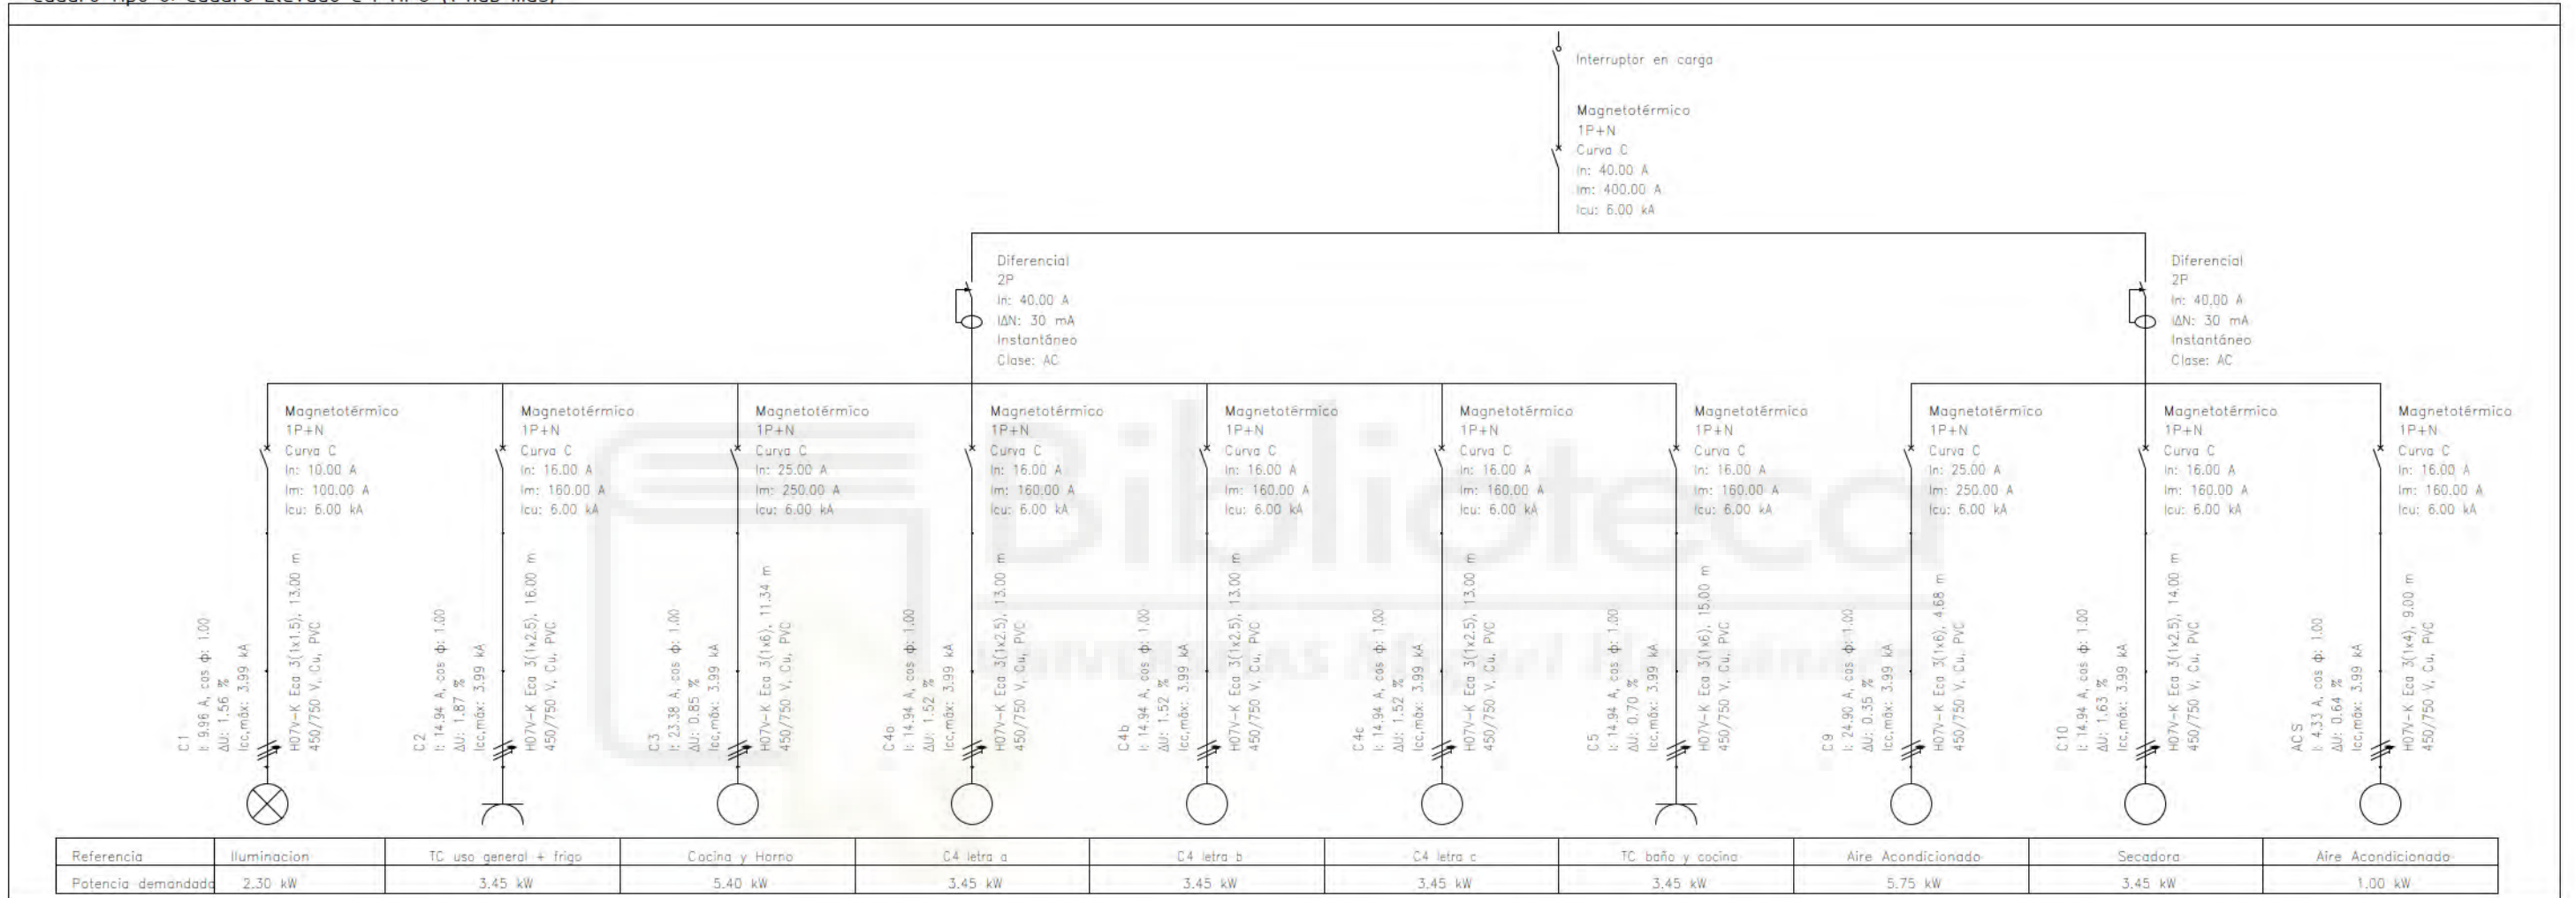 Interruptor en carga
Magnetotérmico
1P+N
Curva C
In: 40.00 A
Im: 400.00 A
Icu: 6.00 kA
Diferencial
2P
In: 40.00 A
IΔN: 30 mA
Instantáneo
Clase: AC
Diferencial
2P
In: 40.00 A
IΔN: 30 mA
Instantáneo
Clase: AC
Magnetotérmico
1P+N
Curva C
In: 10.00 A
Im: 100.00 A
Icu: 6.00 kA
Magnetotérmico
1P+N
Curva C
In: 16.00 A
Im: 160.00 A
Icu: 6.00 kA
Magnetotérmico
1P+N
Curva C
In: 25.00 A
Im: 250.00 A
Icu: 6.00 kA
Magnetotérmico
1P+N
Curva C
In: 16.00 A
Im: 160.00 A
Icu: 6.00 kA
Magnetotérmico
1P+N
Curva C
In: 16.00 A
Im: 160.00 A
Icu: 6.00 kA
Magnetotérmico
1P+N
Curva C
In: 16.00 A
Im: 160.00 A
Icu: 6.00 kA
Magnetotérmico
1P+N
Curva C
In: 16.00 A
Im: 160.00 A
Icu: 6.00 kA
Magnetotérmico
1P+N
Curva C
In: 25.00 A
Im: 250.00 A
Icu: 6.00 kA
Magnetotérmico
1P+N
Curva C
In: 16.00 A
Im: 160.00 A
Icu: 6.00 kA
Magnetotérmico
1P+N
Curva C
In: 16.00 A
Im: 160.00 A
Icu: 6.00 kA
Biblioteca
C1
I: 9.96 A, cos φ: 1.00
ΔU: 1.56 %
Icc,máx: 3.99 kA
H07V-K Eca 3(1x1.5), 13.00 m
450/750 V, Cu, PVC
C2
I: 14.94 A, cos φ: 1.00
ΔU: 1.87 %
Icc,máx: 3.99 kA
H07V-K Eca 3(1x2.5), 16.00 m
450/750 V, Cu, PVC
C3
I: 23.38 A, cos φ: 1.00
ΔU: 0.85 %
Icc,máx: 3.99 kA
H07V-K Eca 3(1x6), 11.34 m
450/750 V, Cu, PVC
C4a
I: 14.94 A, cos φ: 1.00
ΔU: 1.52 %
Icc,máx: 3.99 kA
H07V-K Eca 3(1x2.5), 13.00 m
450/750 V, Cu, PVC
C4b
I: 14.94 A, cos φ: 1.00
ΔU: 1.52 %
Icc,máx: 3.99 kA
H07V-K Eca 3(1x2.5), 13.00 m
450/750 V, Cu, PVC
C4c
I: 14.94 A, cos φ: 1.00
ΔU: 1.52 %
Icc,máx: 3.99 kA
H07V-K Eca 3(1x2.5), 13.00 m
450/750 V, Cu, PVC
C5
I: 14.94 A, cos φ: 1.00
ΔU: 0.70 %
Icc,máx: 3.99 kA
H07V-K Eca 3(1x6), 15.00 m
450/750 V, Cu, PVC
C9
I: 24.90 A, cos φ: 1.00
ΔU: 0.35 %
Icc,máx: 3.99 kA
H07V-K Eca 3(1x6), 4.68 m
450/750 V, Cu, PVC
C10
I: 14.94 A, cos φ: 1.00
ΔU: 1.63 %
Icc,máx: 3.99 kA
H07V-K Eca 3(1x2.5), 14.00 m
450/750 V, Cu, PVC
ACS
I: 4.33 A, cos φ: 1.00
ΔU: 0.64 %
Icc,máx: 3.99 kA
H07V-K Eca 3(1x4), 9.00 m
450/750 V, Cu, PVC
Referencia Iluminacion TC uso general + frigo Cocina y Horno C4 letra a C4 letra b C4 letra c TC baño y cocina Aire Acondicionado Secadora Aire Acondicionado
Potencia demandada 2.30 kW 3.45 kW 5.40 kW 3.45 kW 3.45 kW 3.45 kW 3.45 kW 5.75 kW 3.45 kW 1.00 kW